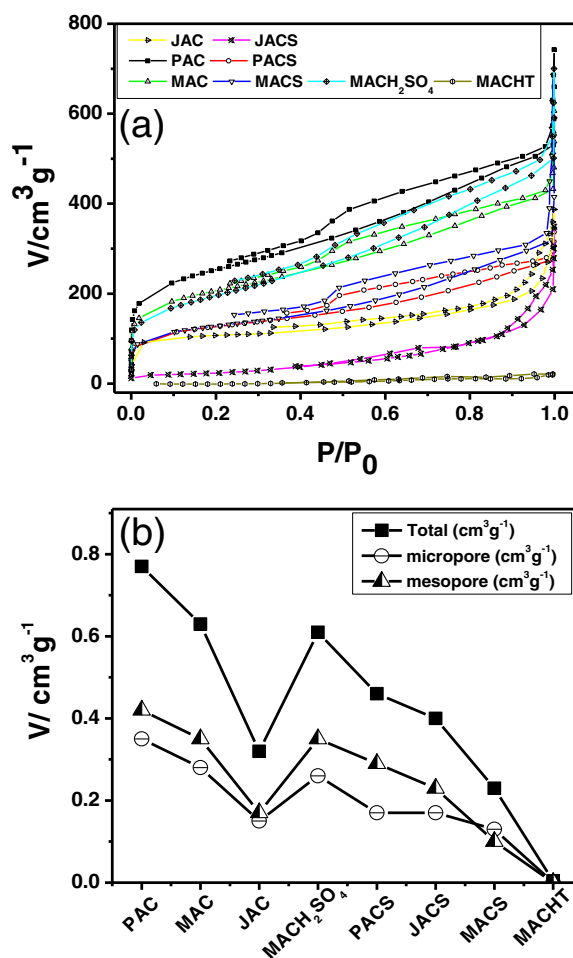 800
JAC JACS
PAC PACS
MAC MACS MACH₂SO₄ MACHT
(a)
600
400
200
0
V/cm³g⁻¹
0.0 0.2 0.4 0.6 0.8 1.0
P/P₀
(b)
Total (cm³g⁻¹)
micropore (cm³g⁻¹)
mesopore (cm³g⁻¹)
0.8
0.6
0.4
0.2
0.0
V/ cm³g⁻¹
PAC MAC JAC MACH₂SO₄ PACS JACS MACS MACHT